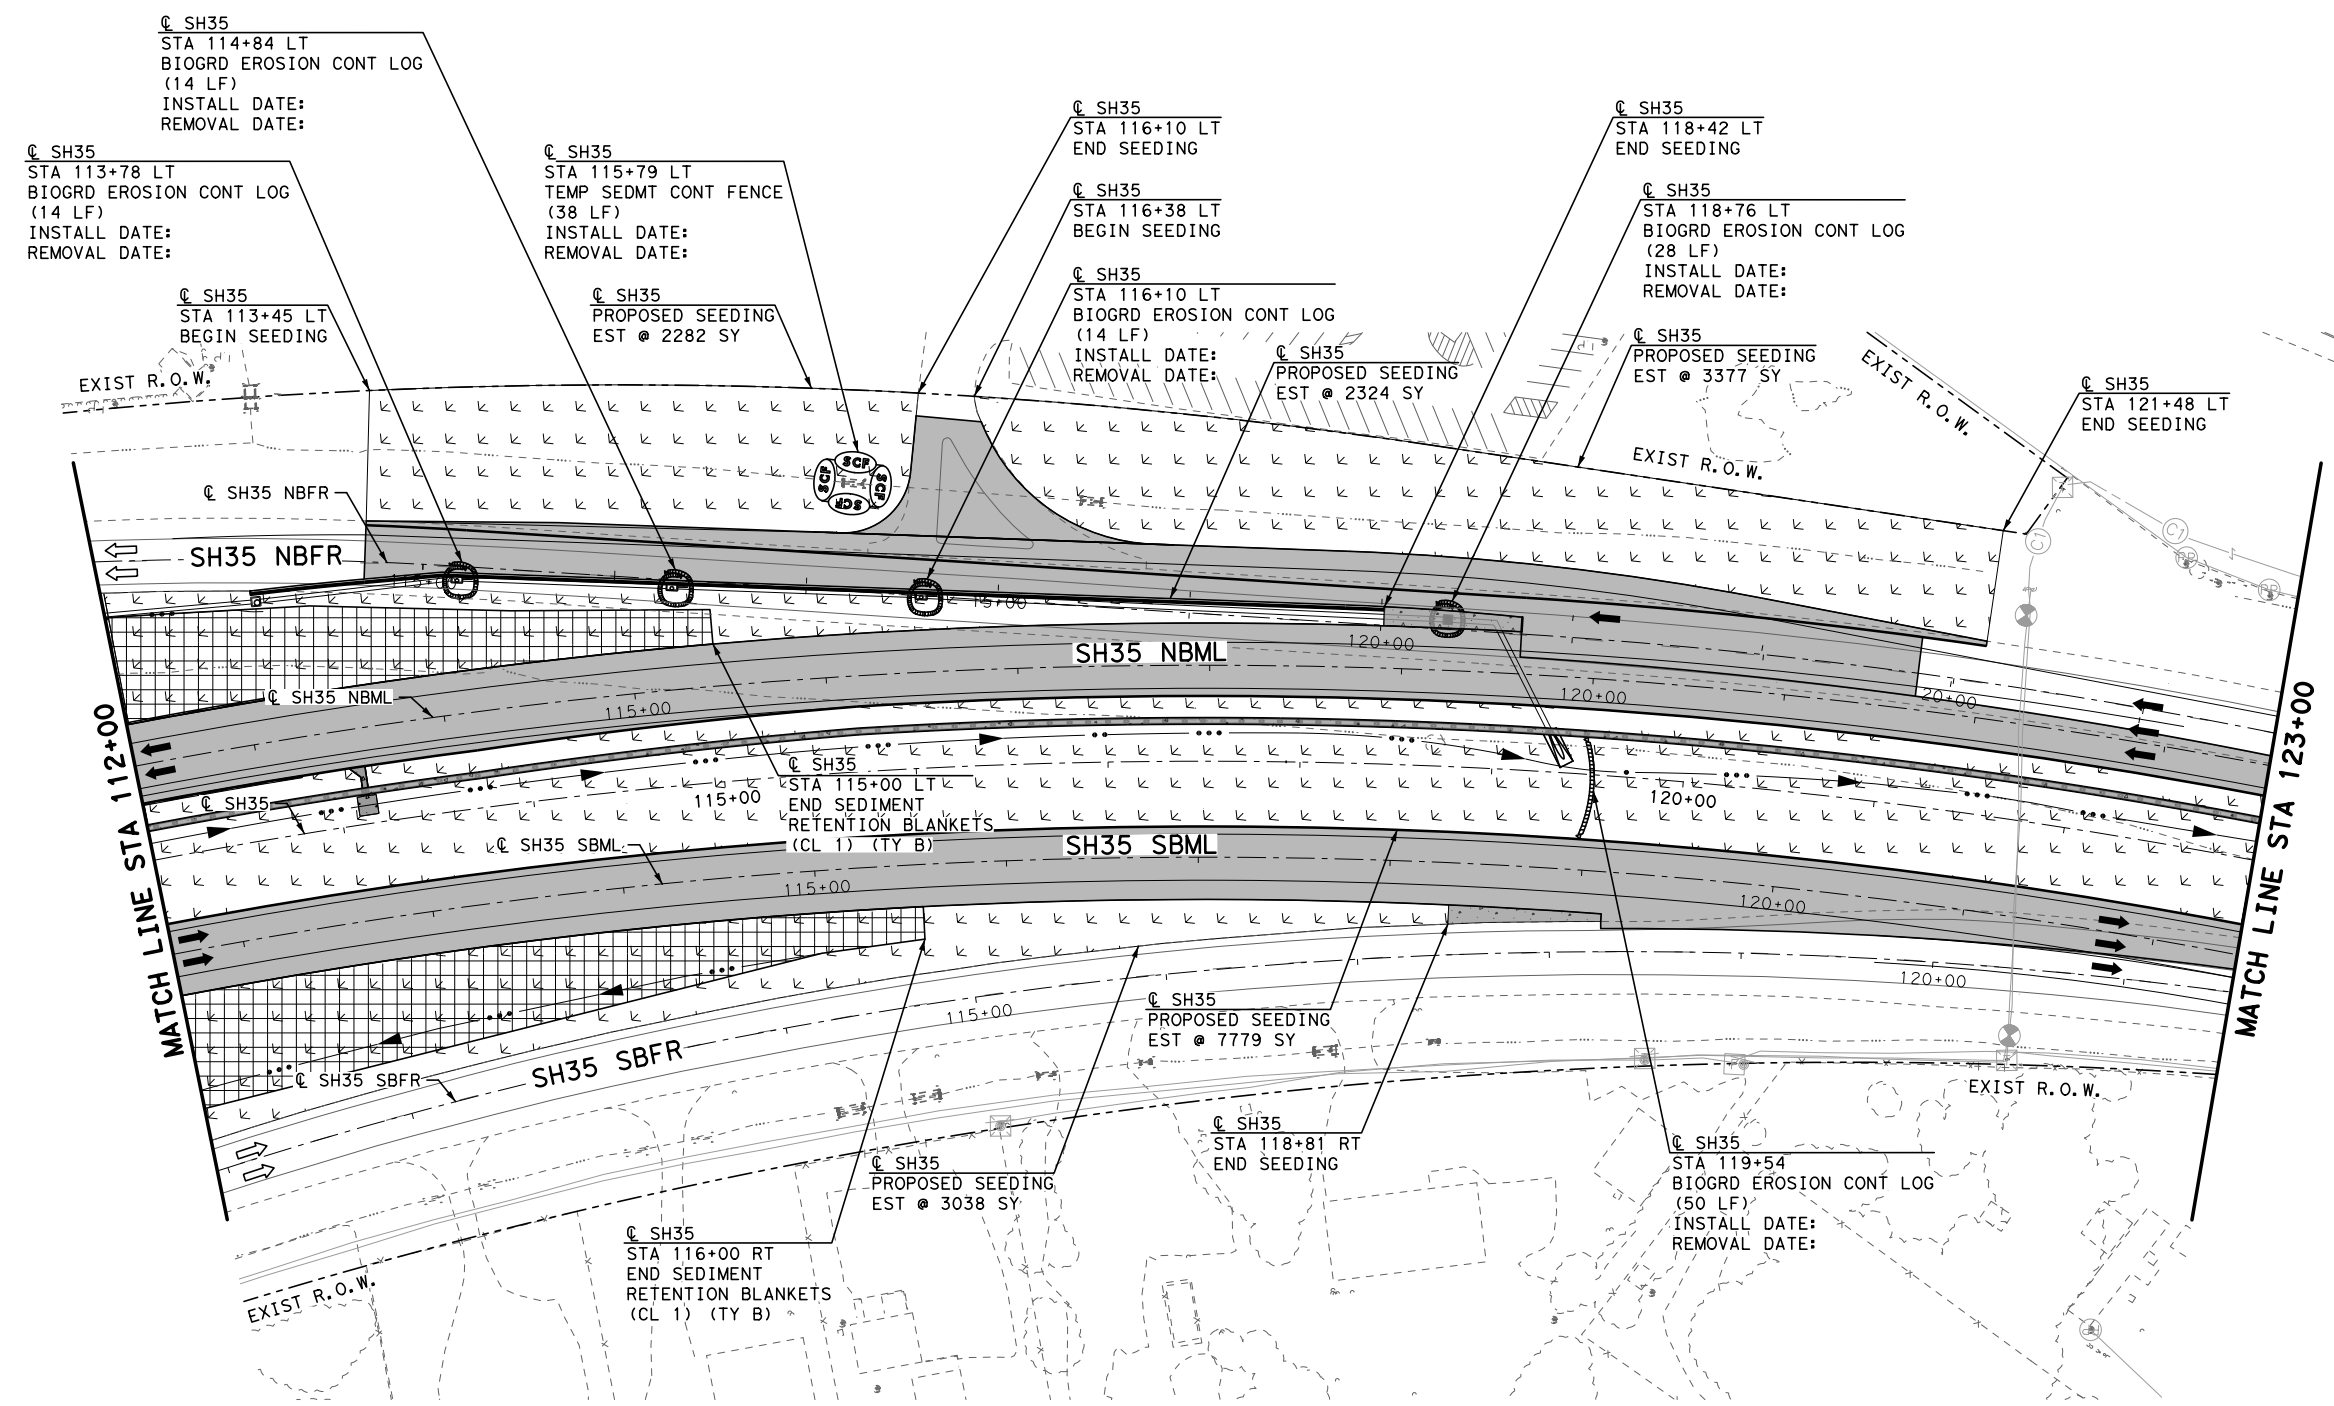 ℄ SH35
STA 114+84 LT
BIOGRD EROSION CONT LOG
(14 LF)
INSTALL DATE:
REMOVAL DATE:
℄ SH35
STA 113+78 LT
BIOGRD EROSION CONT LOG
(14 LF)
INSTALL DATE:
REMOVAL DATE:
℄ SH35
STA 115+79 LT
TEMP SEDMT CONT FENCE
(38 LF)
INSTALL DATE:
REMOVAL DATE:
℄ SH35
STA 116+10 LT
END SEEDING
℄ SH35
STA 116+38 LT
BEGIN SEEDING
℄ SH35
STA 116+10 LT
BIOGRD EROSION CONT LOG
(14 LF)
INSTALL DATE:
REMOVAL DATE:
℄ SH35
STA 118+42 LT
END SEEDING
℄ SH35
STA 118+76 LT
BIOGRD EROSION CONT LOG
(28 LF)
INSTALL DATE:
REMOVAL DATE:
℄ SH35
STA 113+45 LT
BEGIN SEEDING
℄ SH35
PROPOSED SEEDING
EST @ 2282 SY
℄ SH35
PROPOSED SEEDING
EST @ 2324 SY
℄ SH35
PROPOSED SEEDING
EST @ 3377 SY
℄ SH35
STA 121+48 LT
END SEEDING
EXIST R.O.W.
EXIST R.O.W.
EXIST R.O.W.
SCF
SCF
SCF
SCF
C1
C1
℄ SH35 NBFR
SH35 NBFR
115+00
120+00
SH35 NBML
℄ SH35 NBML
115+00
120+00
20+00
MATCH LINE STA 112+00
MATCH LINE STA 123+00
℄ SH35
115+00
120+00
℄ SH35
STA 115+00 LT
END SEDIMENT
RETENTION BLANKETS
(CL 1) (TY B)
℄ SH35 SBML
SH35 SBML
115+00
120+00
℄ SH35 SBFR
SH35 SBFR
115+00
120+00
℄ SH35
PROPOSED SEEDING
EST @ 7779 SY
EXIST R.O.W.
℄ SH35
STA 118+81 RT
END SEEDING
℄ SH35
PROPOSED SEEDING
EST @ 3038 SY
℄ SH35
STA 119+54
BIOGRD EROSION CONT LOG
(50 LF)
INSTALL DATE:
REMOVAL DATE:
℄ SH35
STA 116+00 RT
END SEDIMENT
RETENTION BLANKETS
(CL 1) (TY B)
EXIST R.O.W.